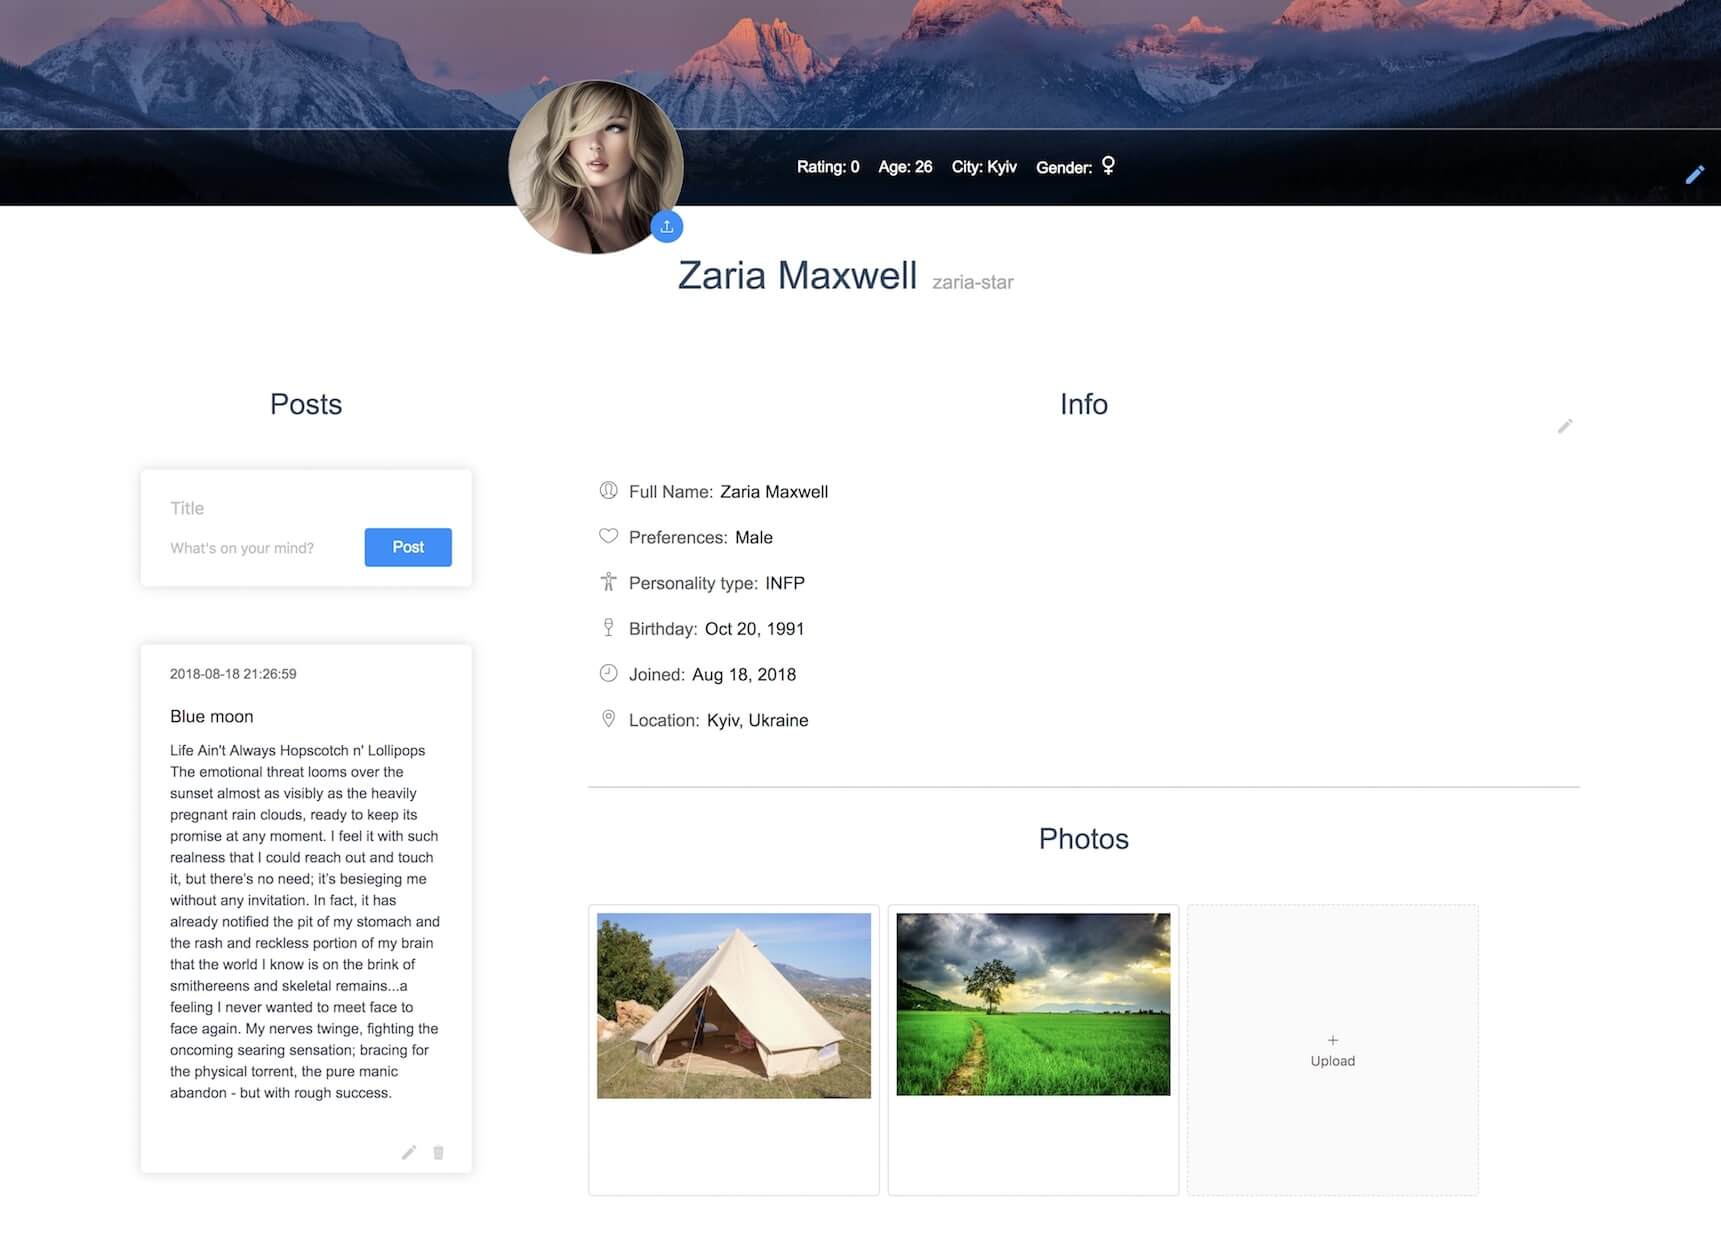 Rating: 0 Age: 26 City: Kyiv Gender: ♀
Zaria Maxwell zaria-star
Posts
Title
What's on your mind?
Post
2018-08-18 21:26:59
Blue moon
Life Ain't Always Hopscotch n' Lollipops
The emotional threat looms over the
sunset almost as visibly as the heavily
pregnant rain clouds, ready to keep its
promise at any moment. I feel it with such
realness that I could reach out and touch
it, but there’s no need; it’s besieging me
without any invitation. In fact, it has
already notified the pit of my stomach and
the rash and reckless portion of my brain
that the world I know is on the brink of
smithereens and skeletal remains...a
feeling I never wanted to meet face to
face again. My nerves twinge, fighting the
oncoming searing sensation; bracing for
the physical torrent, the pure manic
abandon - but with rough success.
Info
Full Name: Zaria Maxwell
Preferences: Male
Personality type: INFP
Birthday: Oct 20, 1991
Joined: Aug 18, 2018
Location: Kyiv, Ukraine
Photos
+
Upload